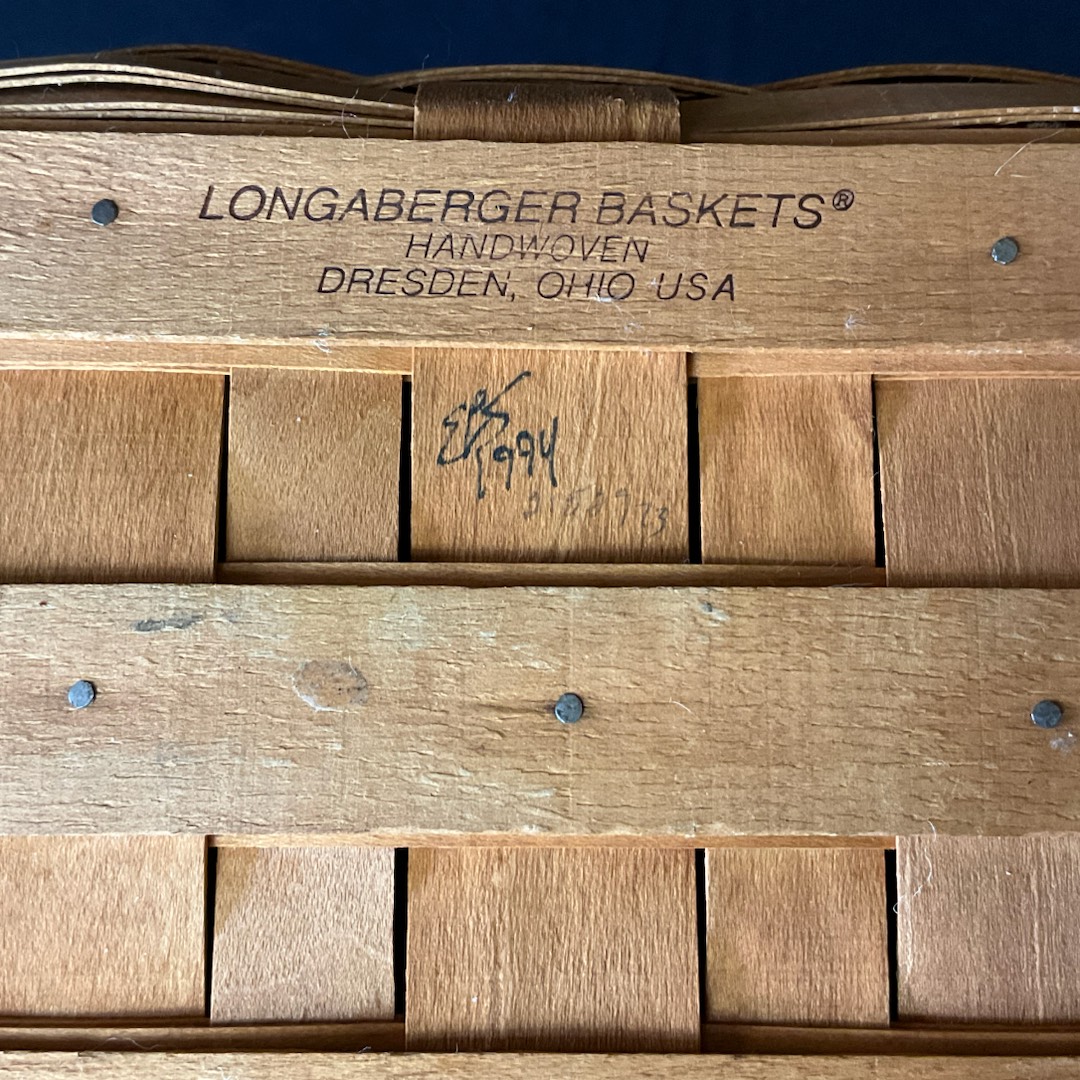 LONGABERGER BASKETS®
HANDWOVEN
DRESDEN, OHIO USA
1994